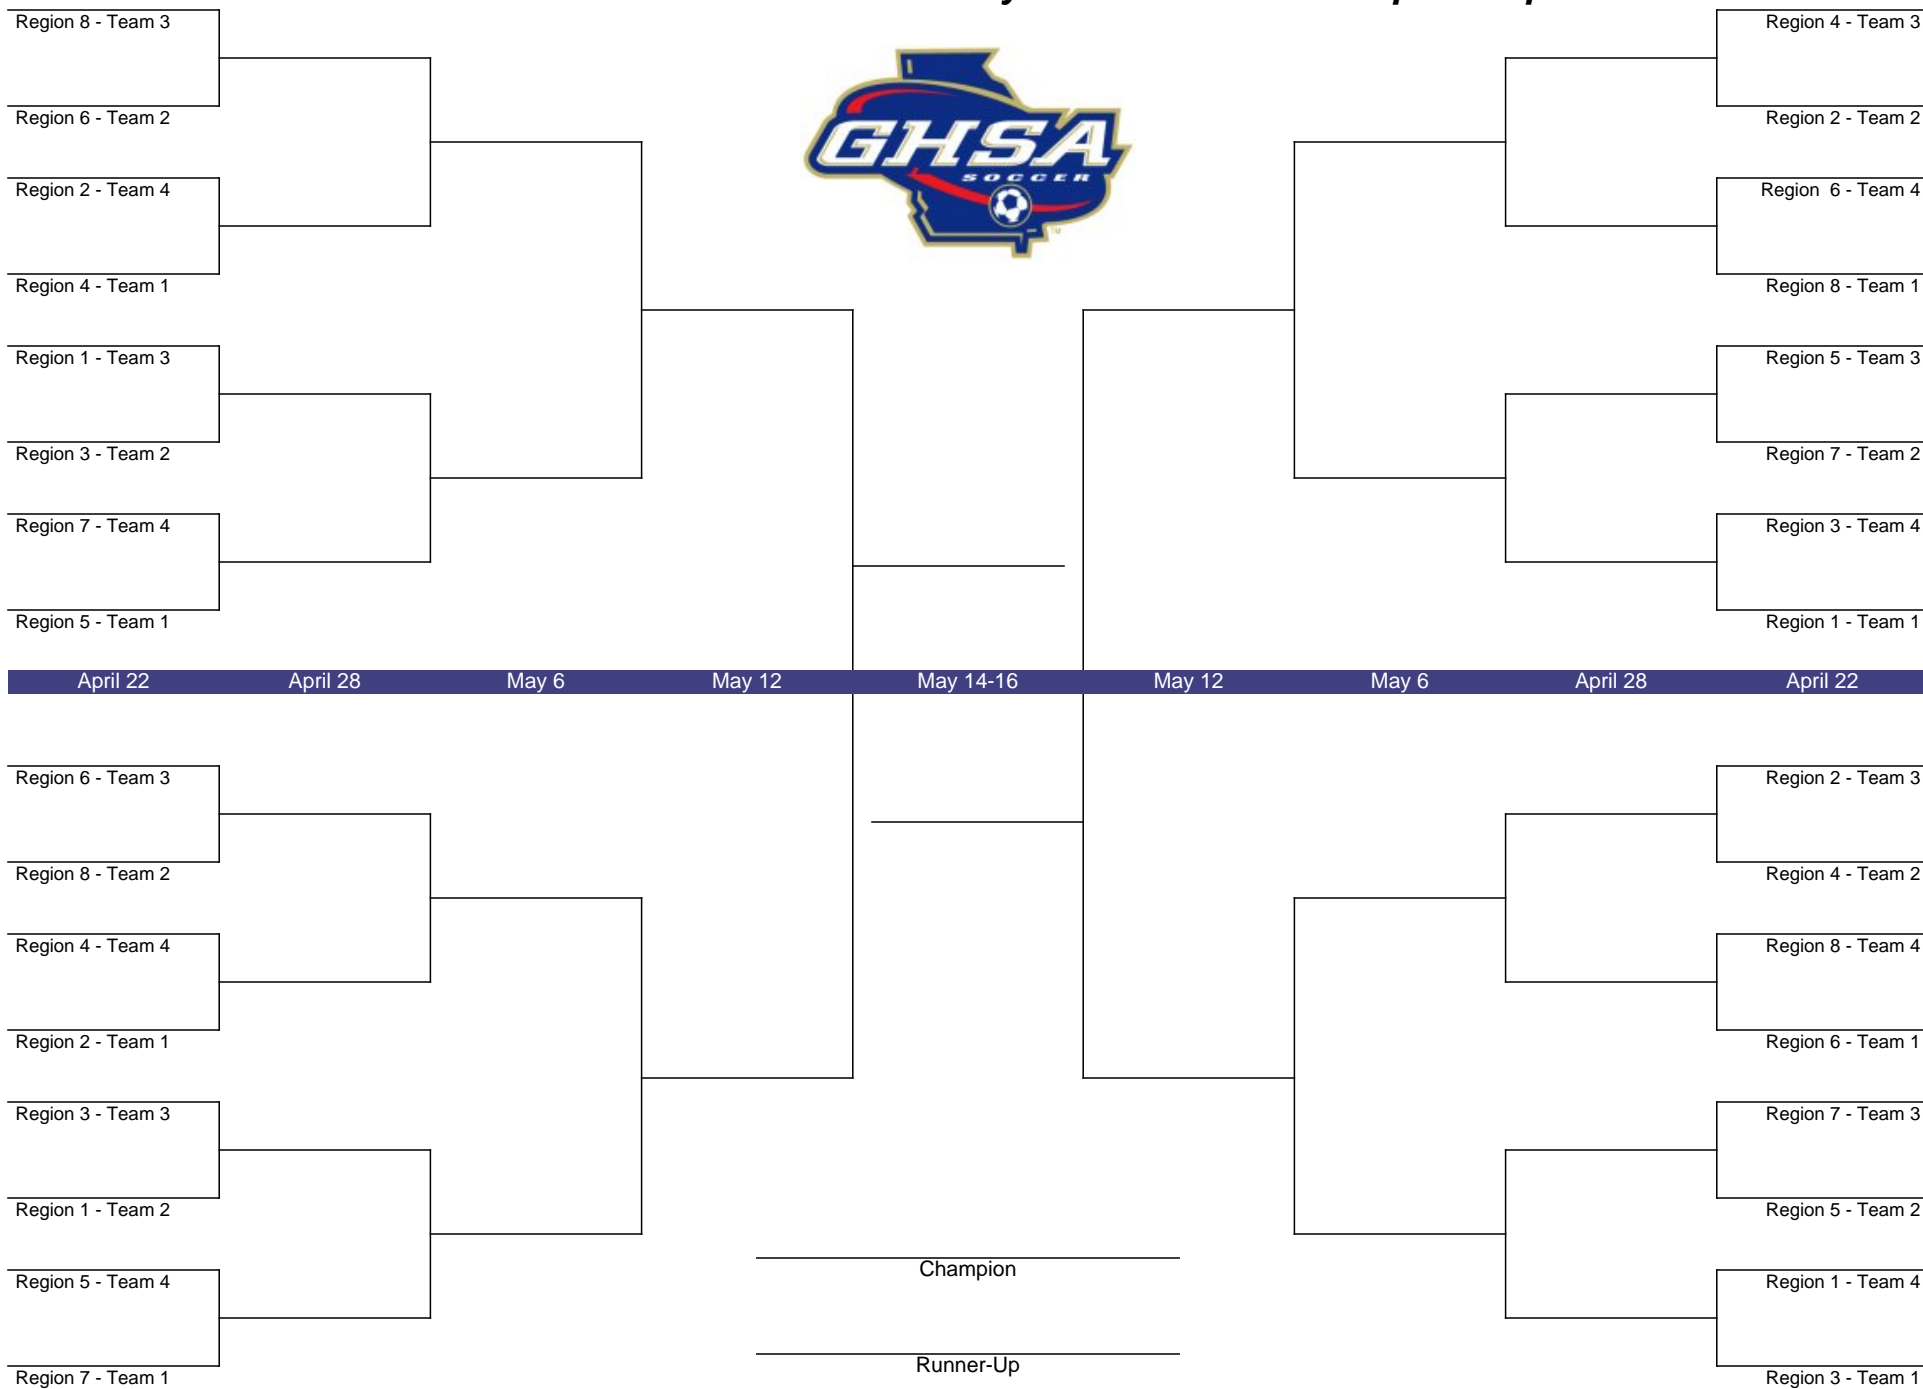 Region 8 - Team 3
Region 6 - Team 2
Region 2 - Team 4
Region 4 - Team 1
Region 1 - Team 3
Region 3 - Team 2
Region 7 - Team 4
Region 5 - Team 1
GHSA
SOCCER
TM
Region 4 - Team 3
Region 2 - Team 2
Region 6 - Team 4
Region 8 - Team 1
Region 5 - Team 3
Region 7 - Team 2
Region 3 - Team 4
Region 1 - Team 1
April 22 April 28 May 6 May 12 May 14-16 May 12 May 6 April 28 April 22
Region 6 - Team 3
Region 8 - Team 2
Region 4 - Team 4
Region 2 - Team 1
Region 3 - Team 3
Region 1 - Team 2
Region 5 - Team 4
Region 7 - Team 1
Champion
Runner-Up
Region 2 - Team 3
Region 4 - Team 2
Region 8 - Team 4
Region 6 - Team 1
Region 7 - Team 3
Region 5 - Team 2
Region 1 - Team 4
Region 3 - Team 1